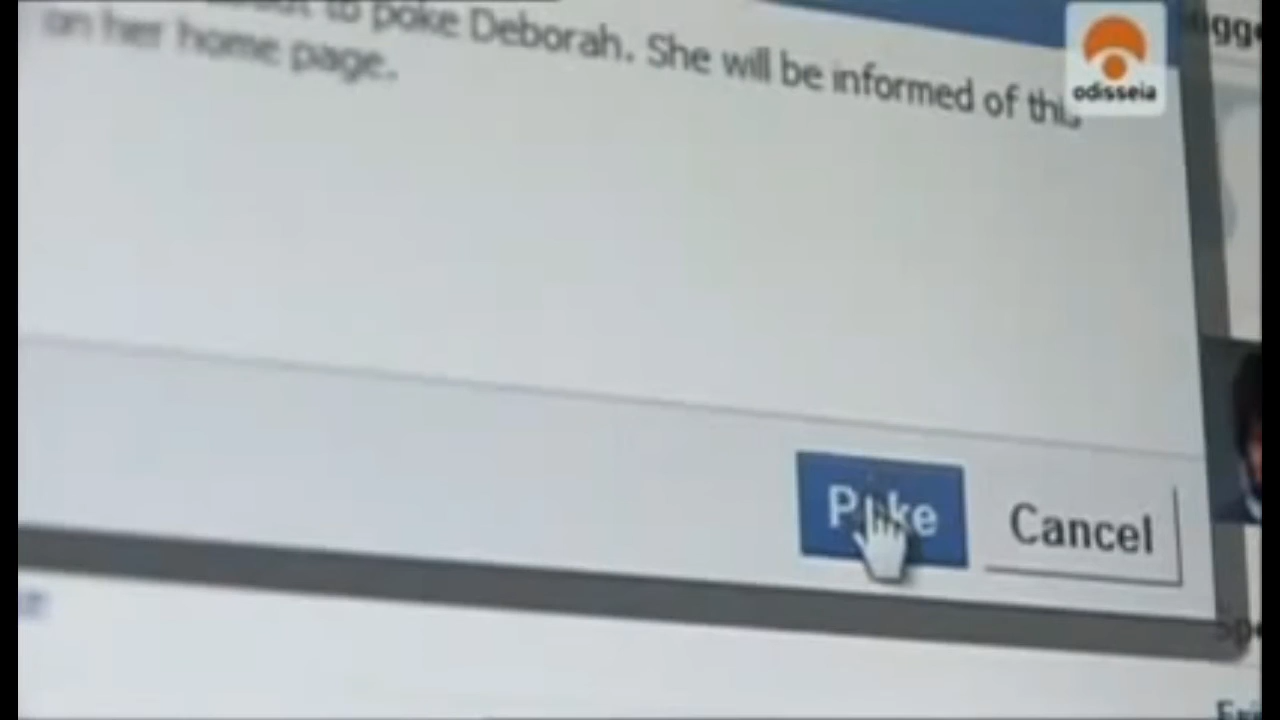 to poke Deborah. She will be informed of this
on her home page.
odisseia
Poke
Cancel